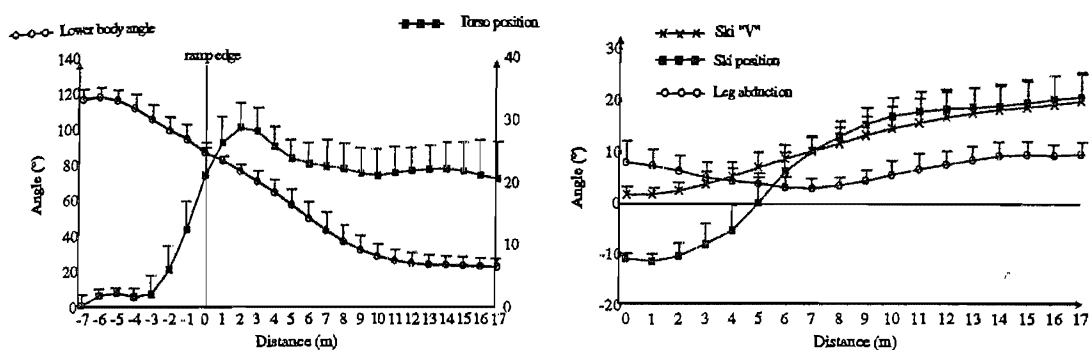 Lower body angle
Torso position
ramp edge
140
120
100
80
60
40
20
0
Angle (°)
40
30
20
10
0
-7 -6 -5 -4 -3 -2 -1 0 1 2 3 4 5 6 7 8 9 10 11 12 13 14 15 16 17
Distance (m)
Ski "V"
Ski position
Leg abduction
30
20
10
0
-10
-20
Angle (°)
0 1 2 3 4 5 6 7 8 9 10 11 12 13 14 15 16 17
Distance (m)